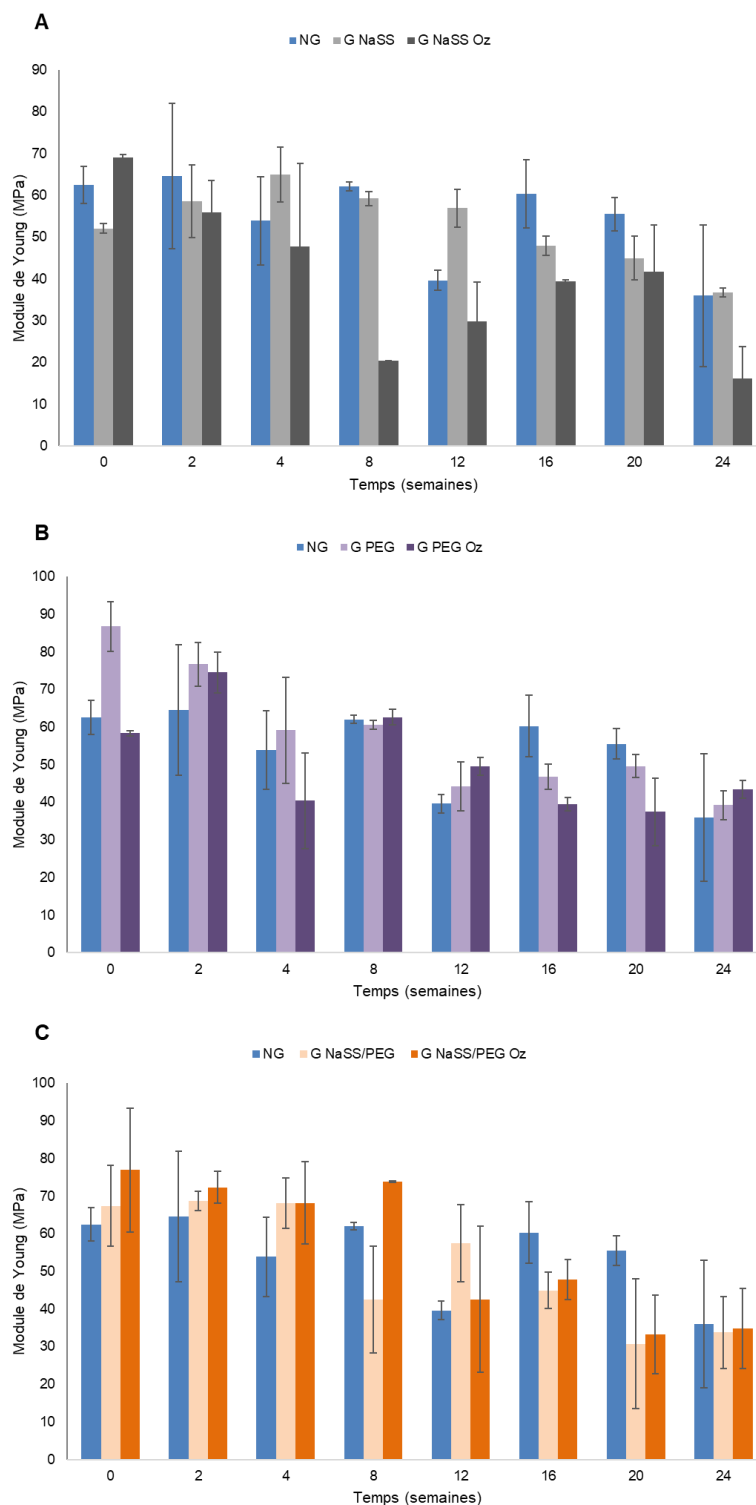 A
NG G NaSS G NaSS Oz
90
80
70
60
50
40
30
20
10
0
Module de Young (MPa)
0 2 4 8 12 16 20 24
Temps (semaines)
B
NG G PEG G PEG Oz
100
90
80
70
60
50
40
30
20
10
0
Module de Young (MPa)
0 2 4 8 12 16 20 24
Temps (semaines)
C
NG G NaSS/PEG G NaSS/PEG Oz
100
90
80
70
60
50
40
30
20
10
0
Module de Young (MPa)
0 2 4 8 12 16 20 24
Temps (semaines)